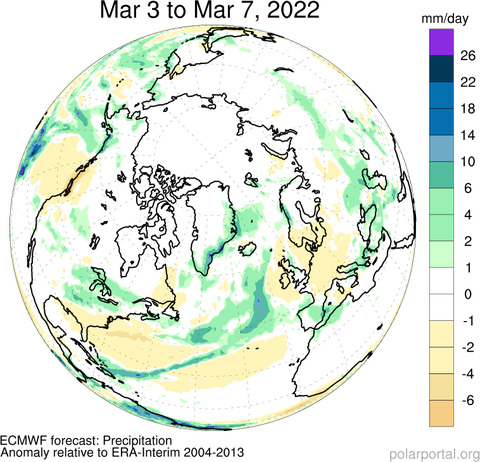 Mar 3 to Mar 7, 2022
mm/day
26
22
18
14
10
6
4
2
1
0
-1
-2
-4
-6
ECMWF forecast: Precipitation
Anomaly relative to ERA-Interim 2004-2013
polarportal.org